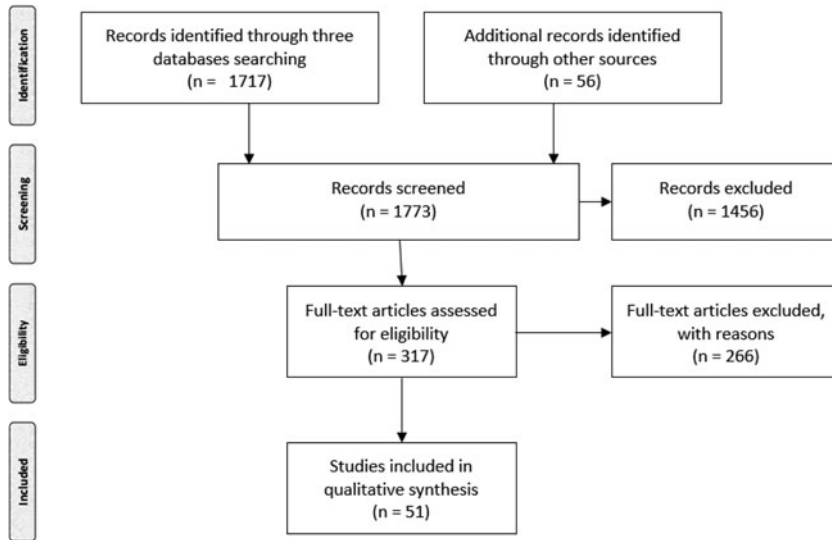 Identification
Records identified through three
databases searching
(n = 1717)
Additional records identified
through other sources
(n = 56)
Screening
Records screened
(n = 1773)
Records excluded
(n = 1456)
Eligibility
Full-text articles assessed
for eligibility
(n = 317)
Full-text articles excluded,
with reasons
(n = 266)
Included
Studies included in
qualitative synthesis
(n = 51)